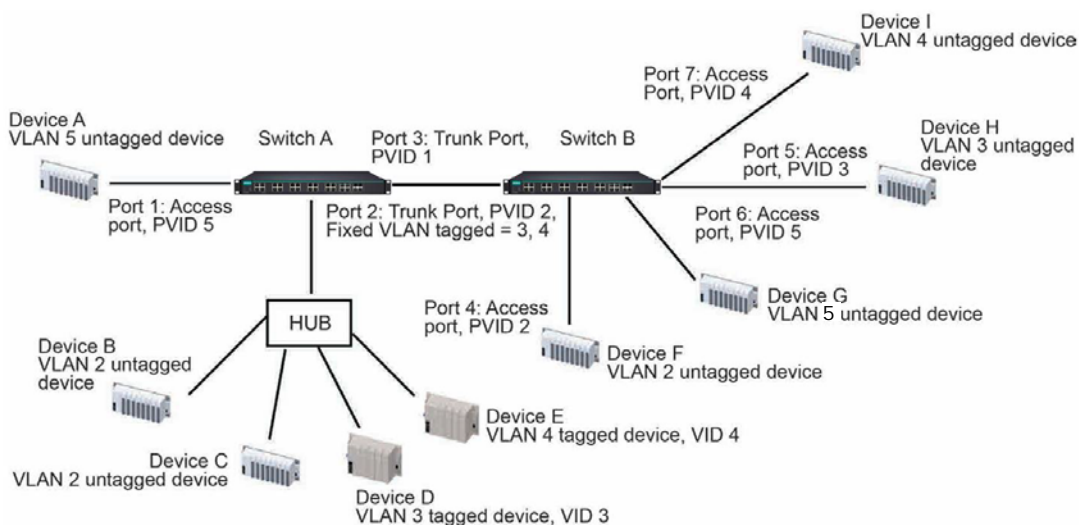 Device I
VLAN 4 untagged device
Port 7: Access
Port, PVID 4
Device A
VLAN 5 untagged device
Switch A
Port 3: Trunk Port,
PVID 1
Switch B
Port 5: Access
port, PVID 3
Device H
VLAN 3 untagged
device
Port 1: Access
port, PVID 5
Port 2: Trunk Port, PVID 2,
Fixed VLAN tagged = 3, 4
Port 6: Access
port, PVID 5
HUB
Port 4: Access
port, PVID 2
Device G
VLAN 5 untagged device
Device B
VLAN 2 untagged
device
Device F
VLAN 2 untagged device
Device E
VLAN 4 tagged device, VID 4
Device C
VLAN 2 untagged device
Device D
VLAN 3 tagged device, VID 3